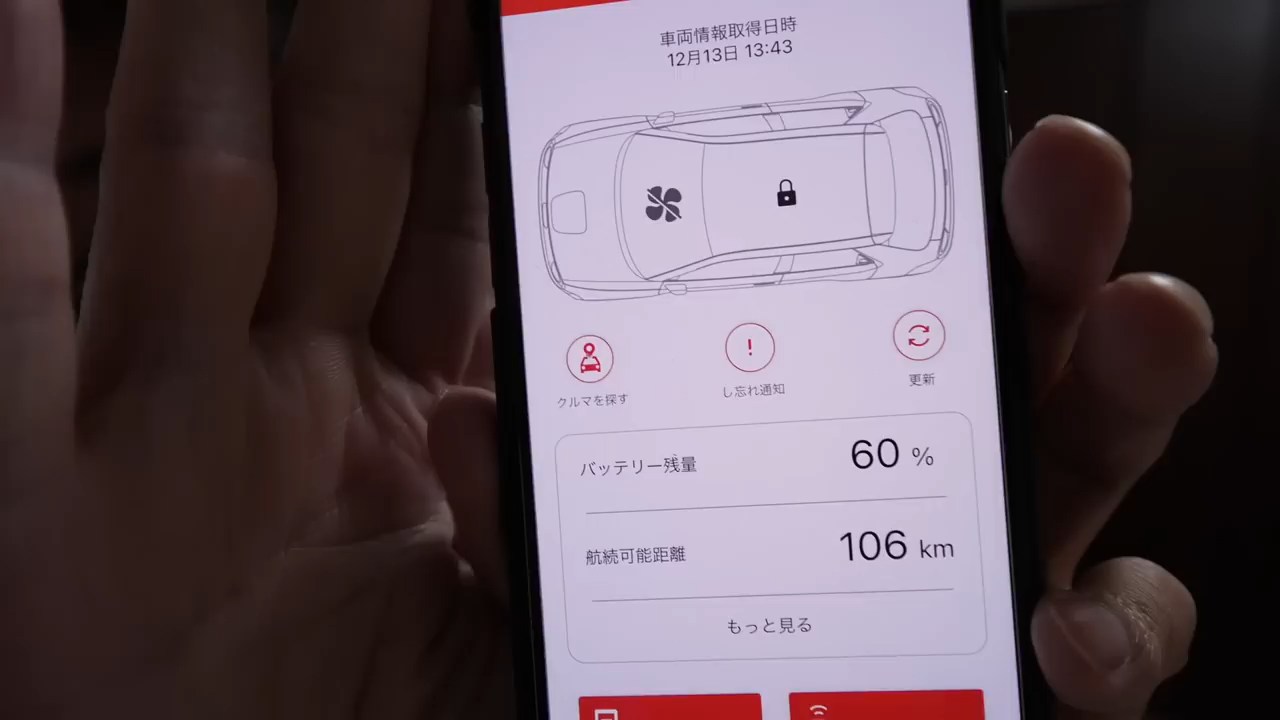 車両情報取得日時
12月13日 13:43
クルマを探す
!
し忘れ通知
更新
バッテリー残量 60 %
航続可能距離 106 km
もっと見る